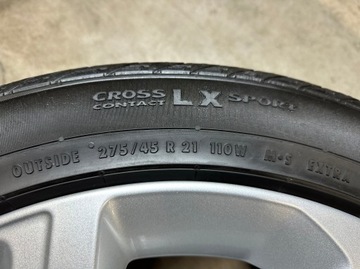 CROSS
CONTACT LX SPORT
OUTSIDE 275/45 R 21 110W M+S EXTRA